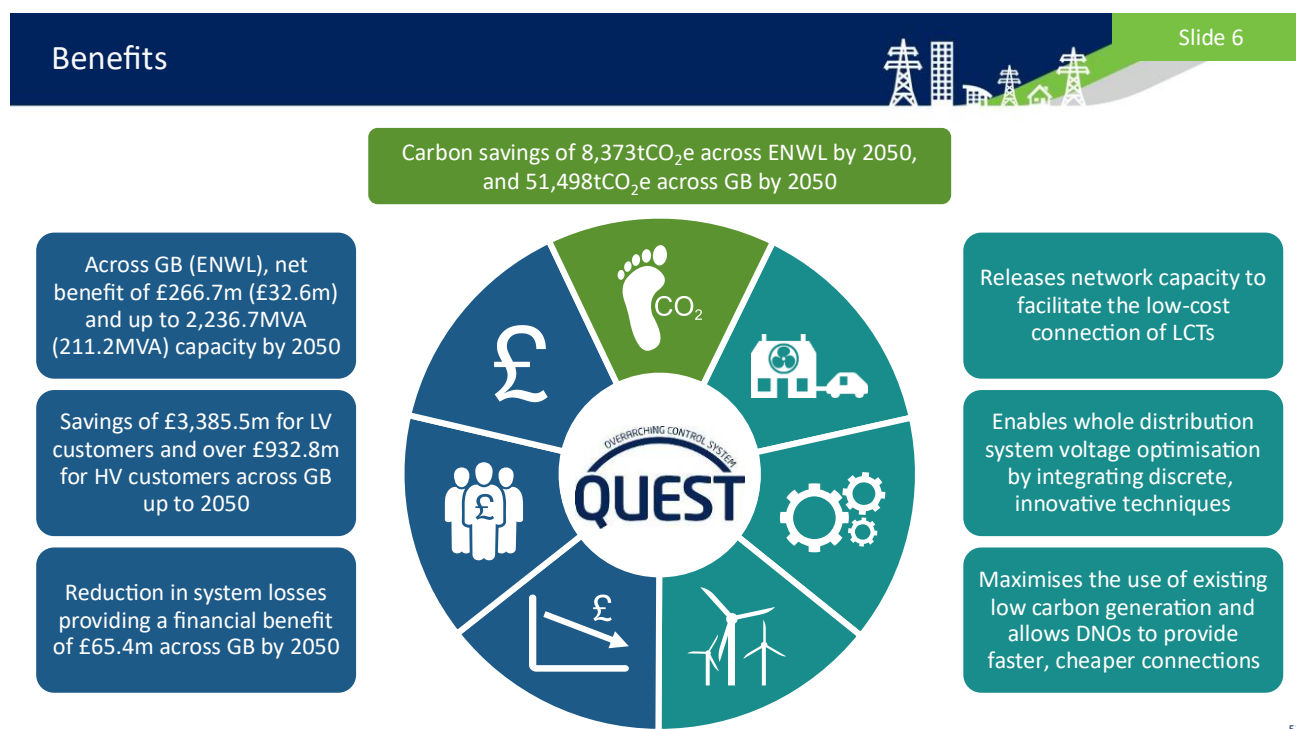 Benefits
Slide 6
Carbon savings of 8,373tCO₂e across ENWL by 2050,
and 51,498tCO₂e across GB by 2050
Across GB (ENWL), net
benefit of £266.7m (£32.6m)
and up to 2,236.7MVA
(211.2MVA) capacity by 2050
Savings of £3,385.5m for LV
customers and over £932.8m
for HV customers across GB
up to 2050
Reduction in system losses
providing a financial benefit
of £65.4m across GB by 2050
CO₂
£
£
£
OVERARCHING CONTROL SYSTEM
QUEST
Releases network capacity to
facilitate the low-cost
connection of LCTs
Enables whole distribution
system voltage optimisation
by integrating discrete,
innovative techniques
Maximises the use of existing
low carbon generation and
allows DNOs to provide
faster, cheaper connections